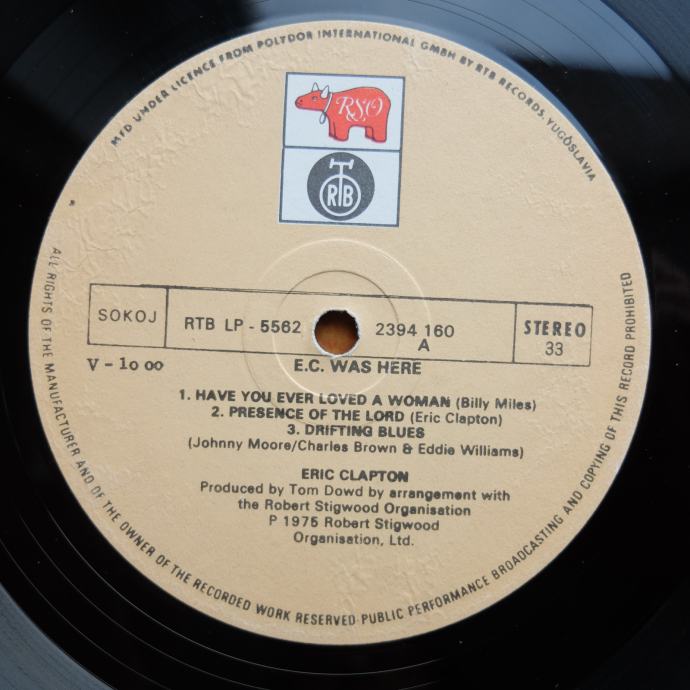 MFD UNDER LICENCE FROM POLYDOR INTERNATIONAL GMBH BY RTB RECORDS, YUGOSLAVIA
RSO
RTB
SOKOJ
RTB LP - 5562
2394 160
A
STEREO
33
V - 10 00
E.C. WAS HERE
1. HAVE YOU EVER LOVED A WOMAN (Billy Miles)
2. PRESENCE OF THE LORD (Eric Clapton)
3. DRIFTING BLUES
(Johnny Moore/Charles Brown & Eddie Williams)
ERIC CLAPTON
Produced by Tom Dowd by arrangement with
the Robert Stigwood Organisation
P 1975 Robert Stigwood
Organisation, Ltd.
ALL RIGHTS OF THE MANUFACTURER AND OF THE OWNER OF THE RECORDED WORK RESERVED PUBLIC PERFORMANCE BROADCASTING AND COPYING OF THIS RECORD PROHIBITED